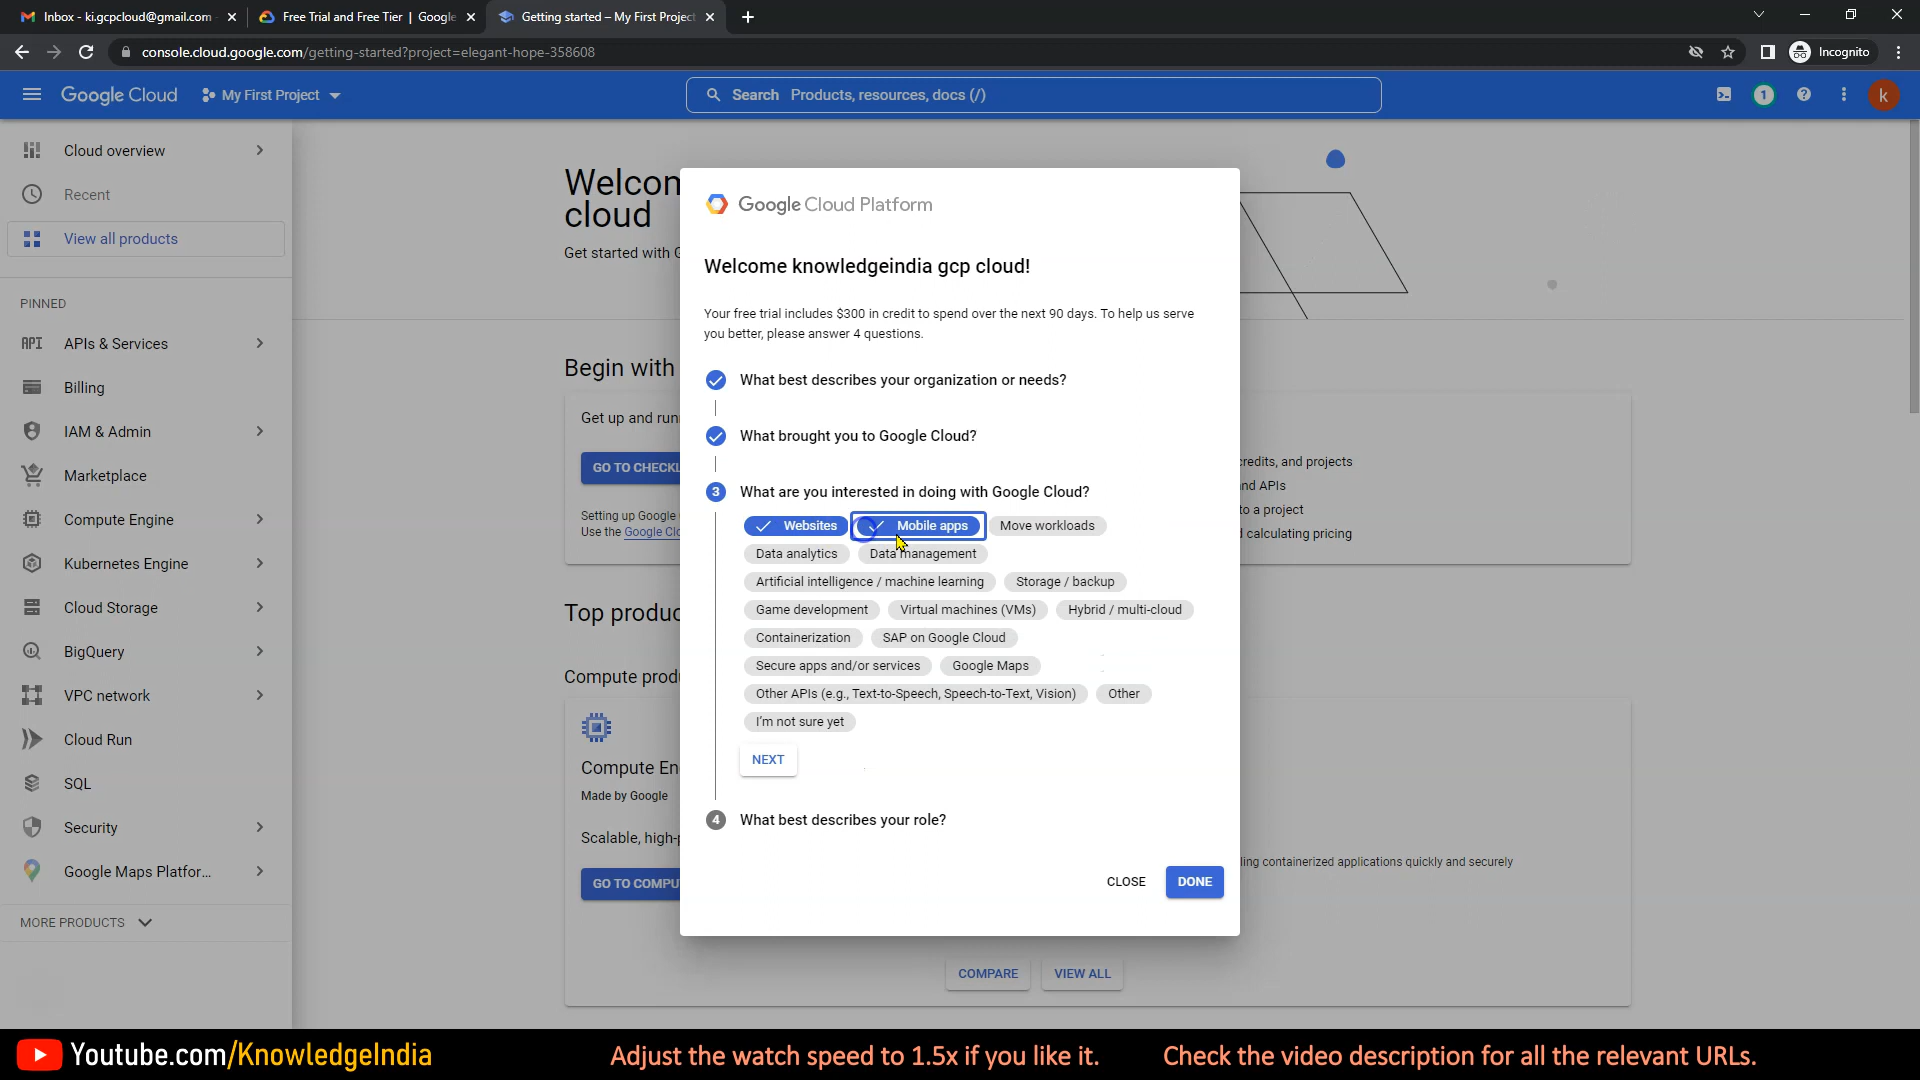 Inbox - ki.gcpcloud@gmail.com
Free Trial and Free Tier | Google
Getting started – My First Project
console.cloud.google.com/getting-started?project=elegant-hope-358608
Incognito
Google Cloud
My First Project
Search Products, resources, docs (/)
1
k
Cloud overview
Recent
View all products
PINNED
API APIs & Services
Billing
IAM & Admin
Marketplace
Compute Engine
Kubernetes Engine
Cloud Storage
BigQuery
VPC network
Cloud Run
SQL
Security
Google Maps Platfor...
MORE PRODUCTS
cloud
Get started with
Begin with
Get up and
GO TO
Setting up Google
Use the Google
Top
Compute
Compute
Made by Google
Scalable,
GO TO
credits, and projects
nd APIs
to a project
d calculating pricing
ling containerized applications quickly and securely
COMPARE
VIEW ALL
Google Cloud Platform
Welcome knowledgeindia gcp cloud!
Your free trial includes $300 in credit to spend over the next 90 days. To help us serve
you better, please answer 4 questions.
What best describes your organization or needs?
What brought you to Google Cloud?
3 What are you interested in doing with Google Cloud?
Websites Mobile apps Move workloads
Data analytics Data management
Artificial intelligence / machine learning Storage / backup
Game development Virtual machines (VMs) Hybrid / multi-cloud
Containerization SAP on Google Cloud
Secure apps and/or services Google Maps
Other APIs (e.g., Text-to-Speech, Speech-to-Text, Vision) Other
I'm not sure yet
NEXT
4 What best describes your role?
CLOSE DONE
Youtube.com/KnowledgeIndia
Adjust the watch speed to 1.5x if you like it.
Check the video description for all the relevant URLs.